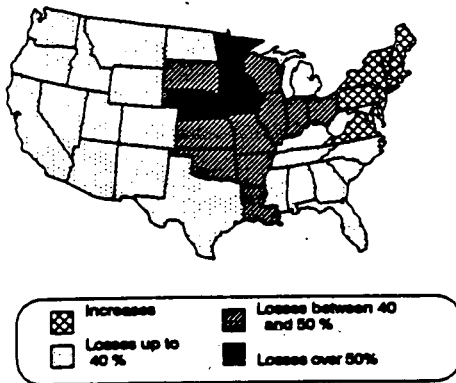 Increases
Losses up to
40 %
Losses between 40
and 50 %
Losses over 50%